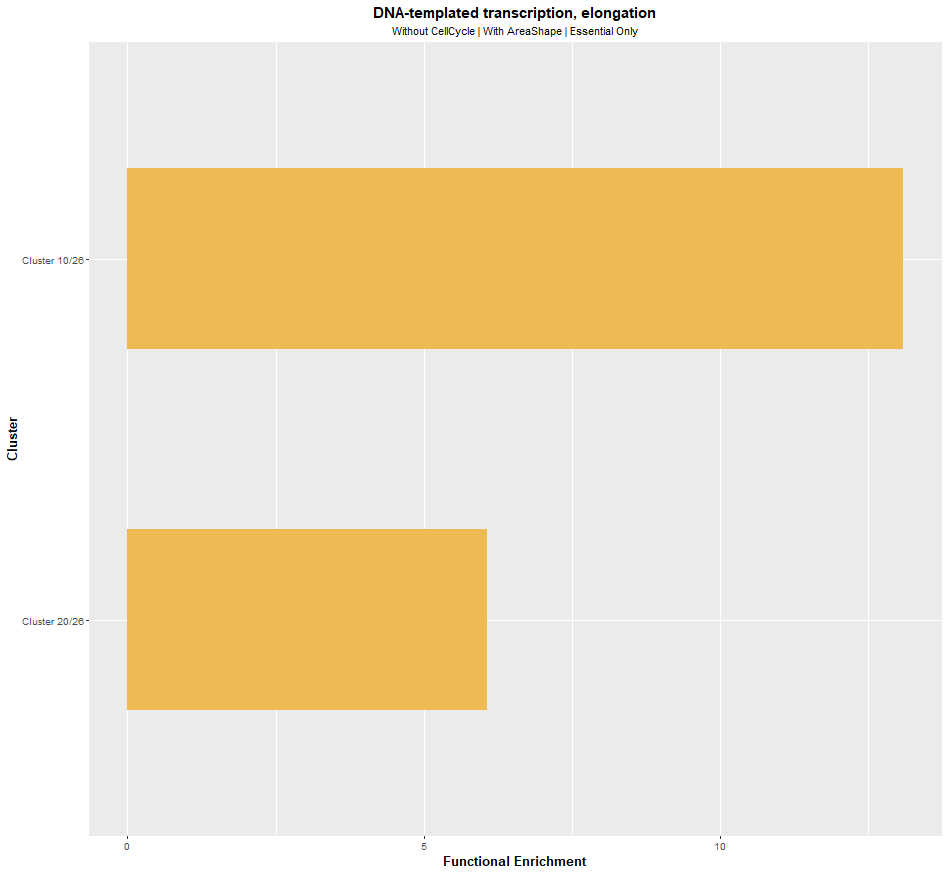 DNA-templated transcription, elongation
Without CellCycle | With AreaShape | Essential Only
Cluster
Cluster 10/26
Cluster 20/26
0 5 10
Functional Enrichment